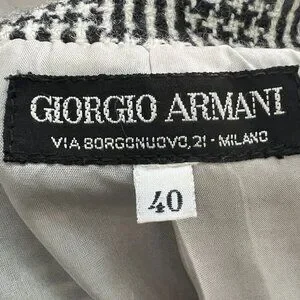 GIORGIO ARMANI
VIA BORGONUOVO, 21 - MILANO
40